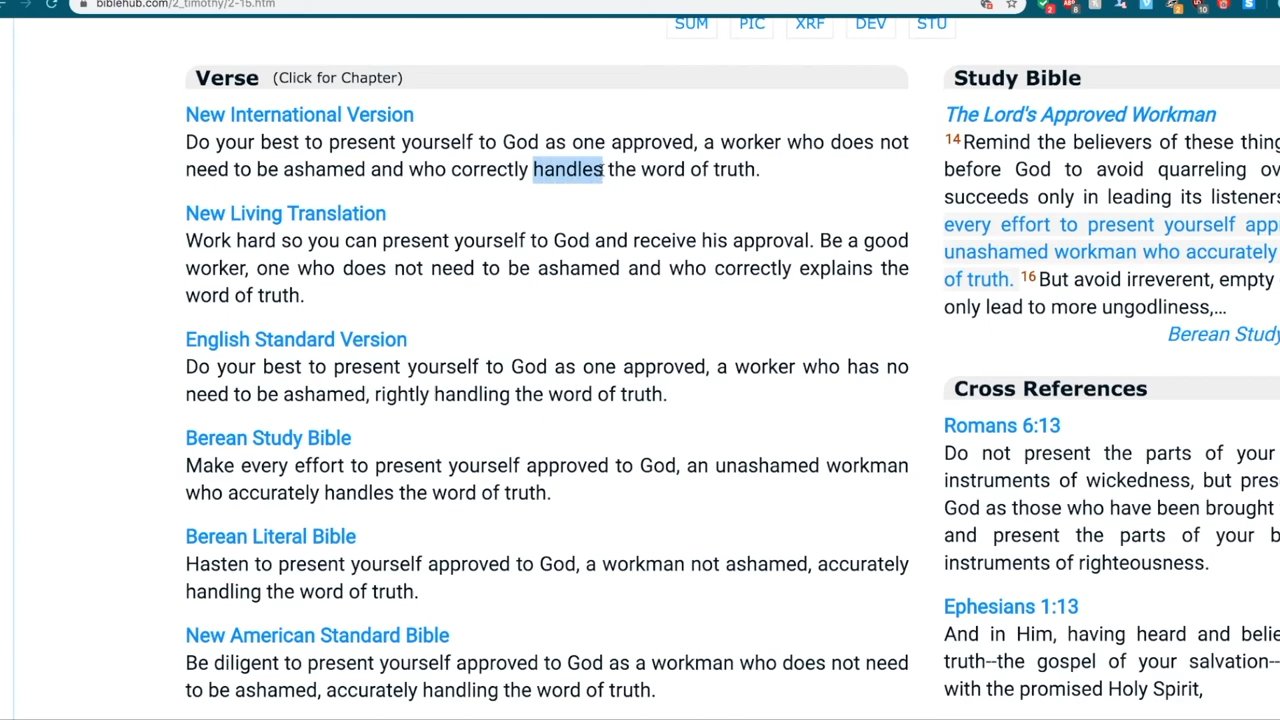 biblehub.com/2_timothy/2-15.htm
SUM PIC XRF DEV STU
Verse (Click for Chapter)
New International Version
Do your best to present yourself to God as one approved, a worker who does not
need to be ashamed and who correctly handles the word of truth.
New Living Translation
Work hard so you can present yourself to God and receive his approval. Be a good
worker, one who does not need to be ashamed and who correctly explains the
word of truth.
English Standard Version
Do your best to present yourself to God as one approved, a worker who has no
need to be ashamed, rightly handling the word of truth.
Berean Study Bible
Make every effort to present yourself approved to God, an unashamed workman
who accurately handles the word of truth.
Berean Literal Bible
Hasten to present yourself approved to God, a workman not ashamed, accurately
handling the word of truth.
New American Standard Bible
Be diligent to present yourself approved to God as a workman who does not need
to be ashamed, accurately handling the word of truth.
Study Bible
The Lord's Approved Workman
14 Remind the believers of these thing
before God to avoid quarreling ov
succeeds only in leading its listeners
every effort to present yourself app
unashamed workman who accurately
of truth. 16 But avoid irreverent, empty
only lead to more ungodliness,…
Berean Study
Cross References
Romans 6:13
Do not present the parts of your
instruments of wickedness, but pres
God as those who have been brought
and present the parts of your b
instruments of righteousness.
Ephesians 1:13
And in Him, having heard and belie
truth--the gospel of your salvation--
with the promised Holy Spirit,